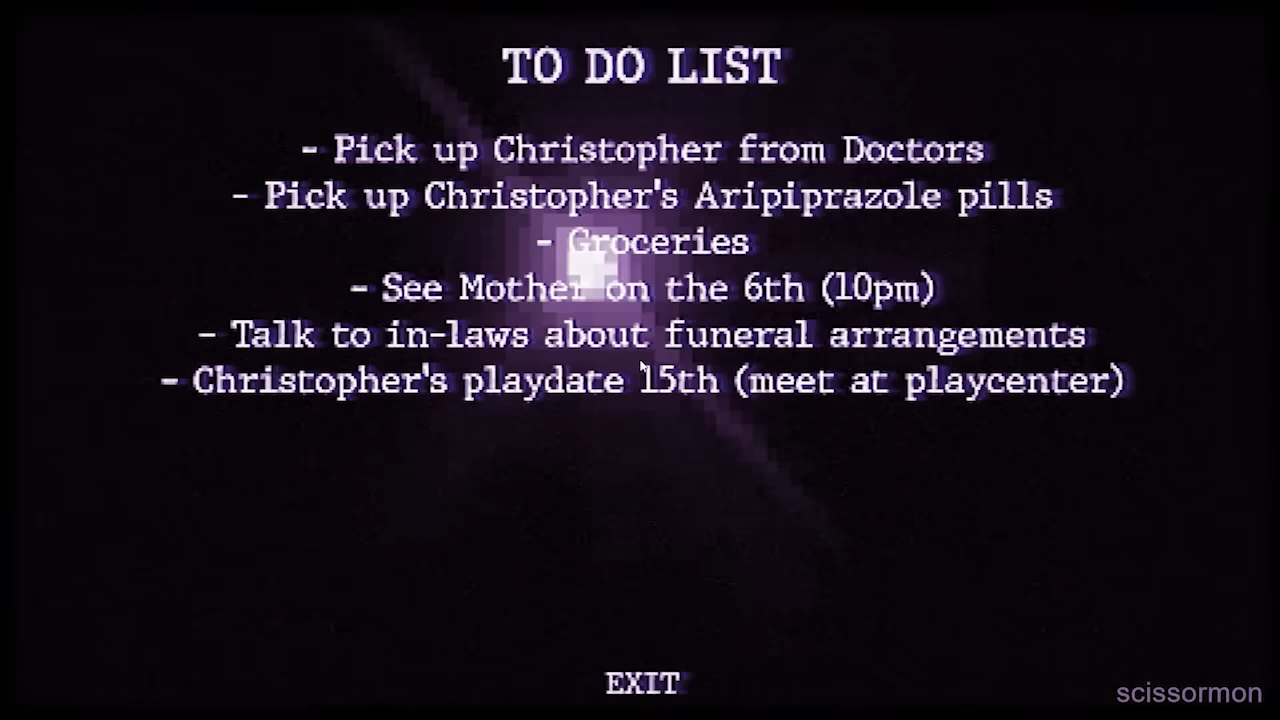 TO DO LIST
- Pick up Christopher from Doctors
- Pick up Christopher's Aripiprazole pills
- Groceries
- See Mother on the 6th (10pm)
- Talk to in-laws about funeral arrangements
- Christopher's playdate 15th (meet at playcenter)
EXIT
scissormon